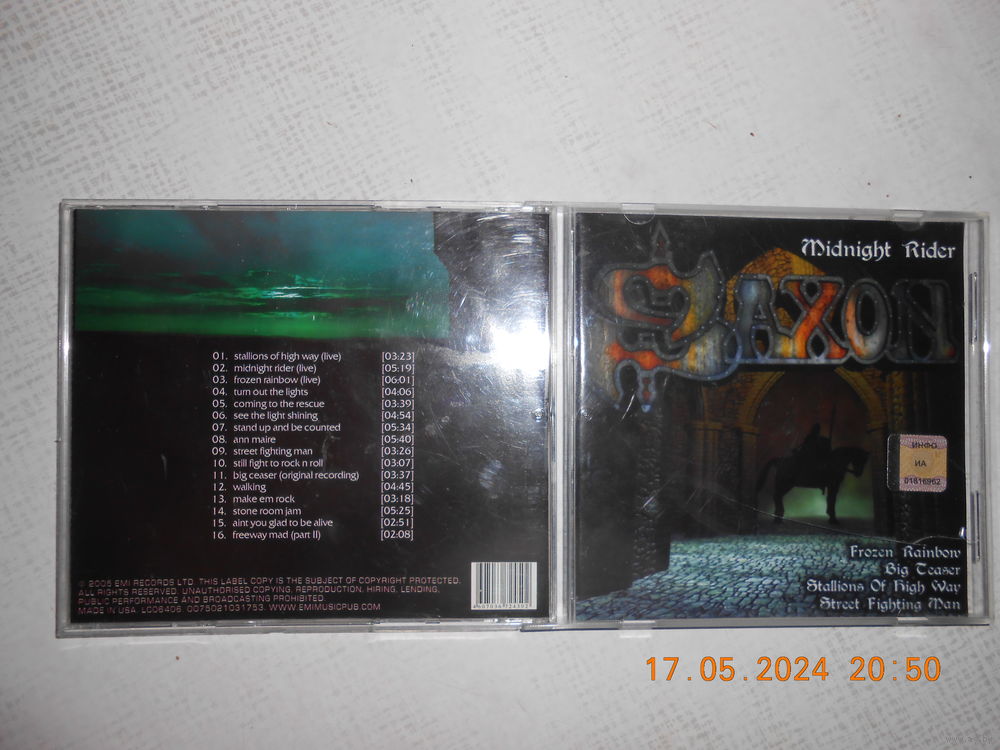 01. stallions of high way (live) [03:23]
02. midnight rider (live) [05:19]
03. frozen rainbow (live) [06:01]
04. turn out the lights [04:06]
05. coming to the rescue [03:39]
06. see the light shining [04:54]
07. stand up and be counted [05:34]
08. ann maire [05:40]
09. street fighting man [03:26]
10. still fight to rock n roll [03:07]
11. big ceaser (original recording) [03:37]
12. walking [04:45]
13. make em rock [03:18]
14. stone room jam [05:25]
15. aint you glad to be alive [02:51]
16. freeway mad (part II) [02:08]
© 2005 EMI RECORDS LTD. THIS LABEL COPY IS THE SUBJECT OF COPYRIGHT PROTECTED.
ALL RIGHTS RESERVED. UNAUTHORISED COPYING, REPRODUCTION, HIRING, LENDING,
PUBLIC PERFORMANCE AND BROADCASTING PROHIBITED.
MADE IN USA. LC06406 0075021031753. WWW.EMIMUSICPUB.COM
Midnight Rider
SAXON
ИНФО
ИА
01816962
Frozen Rainbow
Big Teaser
Stallions Of High Way
Street Fighting Man
17.05.2024 20:50